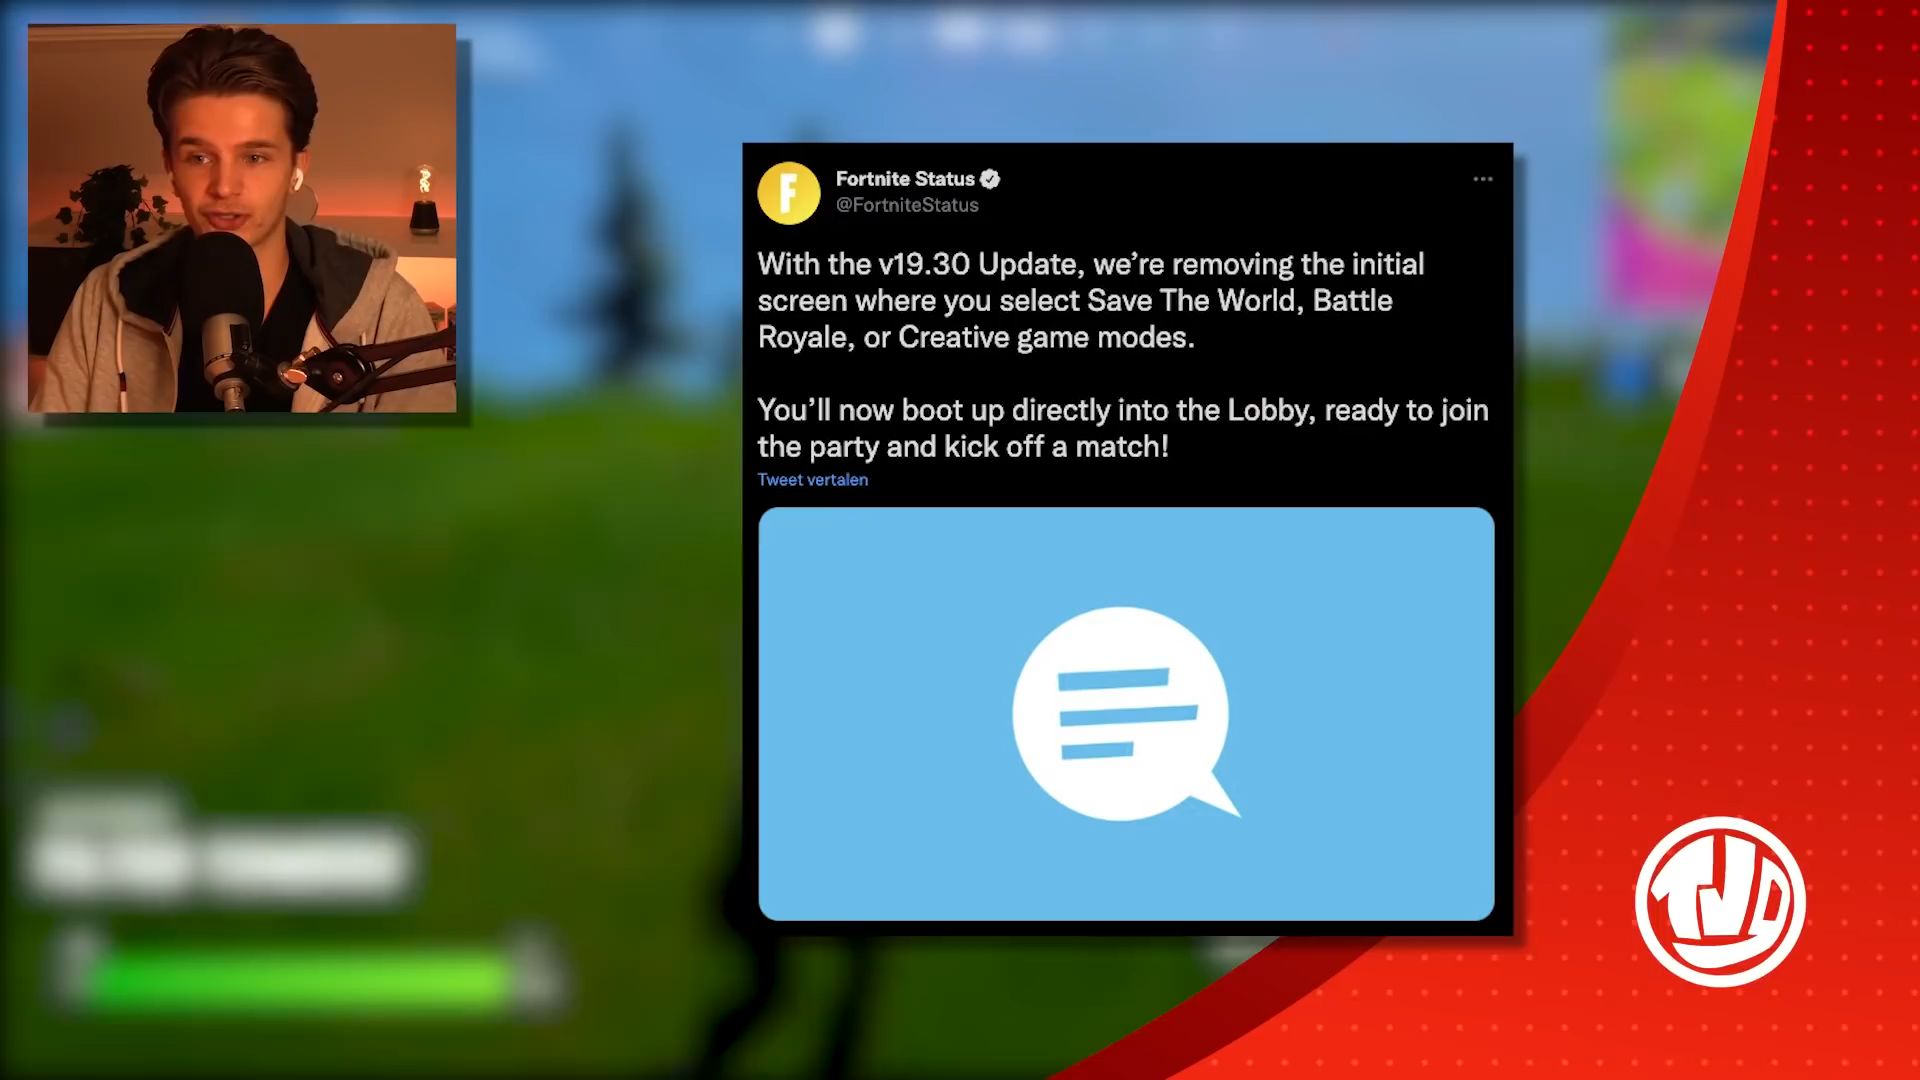 Fortnite Status
@FortniteStatus
With the v19.30 Update, we’re removing the initial
screen where you select Save The World, Battle
Royale, or Creative game modes.
You’ll now boot up directly into the Lobby, ready to join
the party and kick off a match!
Tweet vertalen
TVD